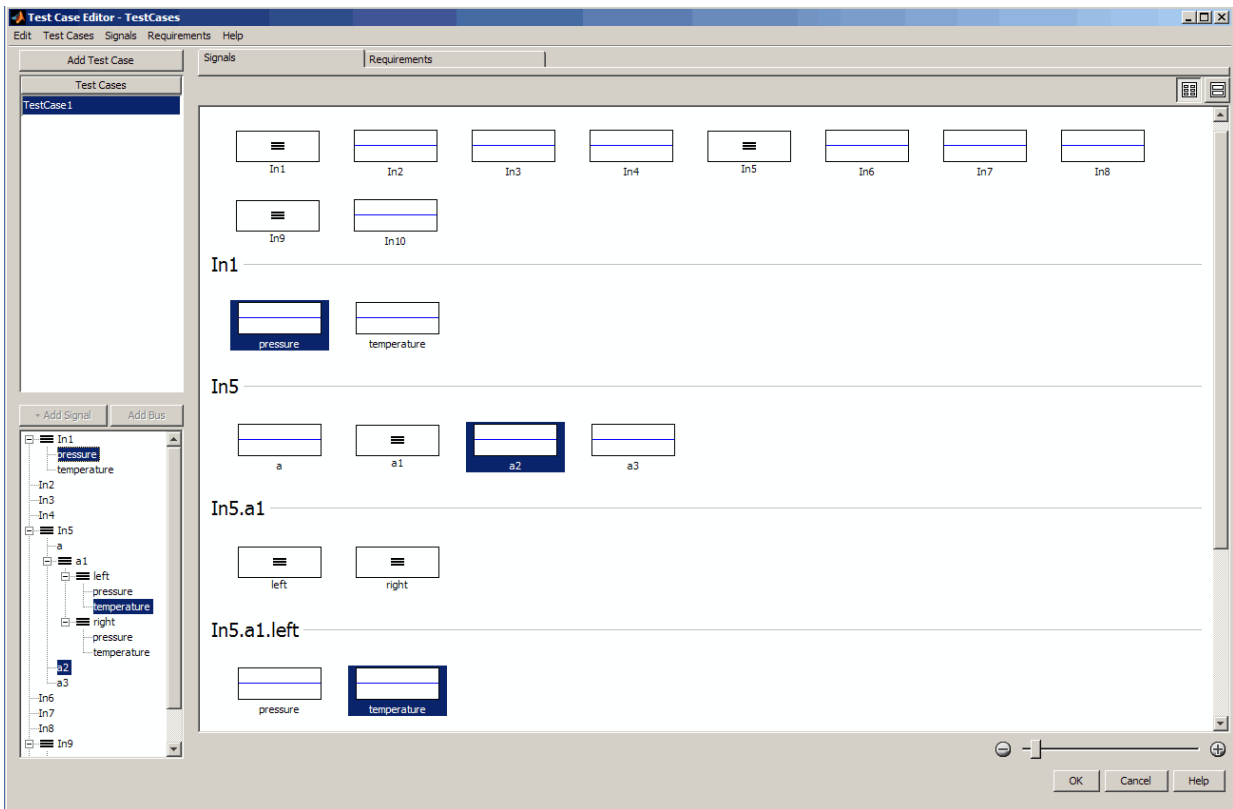 Test Case Editor - TestCases
Edit Test Cases Signals Requirements Help
Add Test Case
Test Cases
TestCase1
+ Add Signal Add Bus
In1
pressure
temperature
In2
In3
In4
In5
a
a1
left
pressure
temperature
right
pressure
temperature
a2
a3
In6
In7
In8
In9
Signals Requirements
In1 In2 In3 In4 In5 In6 In7 In8
In9 In10
In1
pressure temperature
In5
a a1 a2 a3
In5.a1
left right
In5.a1.left
pressure temperature
OK Cancel Help